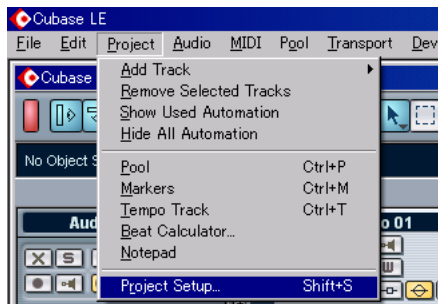 Cubase LE
File Edit Project Audio MIDI Pool Transport Dev
Cubase
Add Track
Remove Selected Tracks
Show Used Automation
Hide All Automation
No Object S
Pool Ctrl+P
Markers Ctrl+M
Tempo Track Ctrl+T
Beat Calculator...
Notepad
Aud
o 01
X S
W
Project Setup... Shift+S